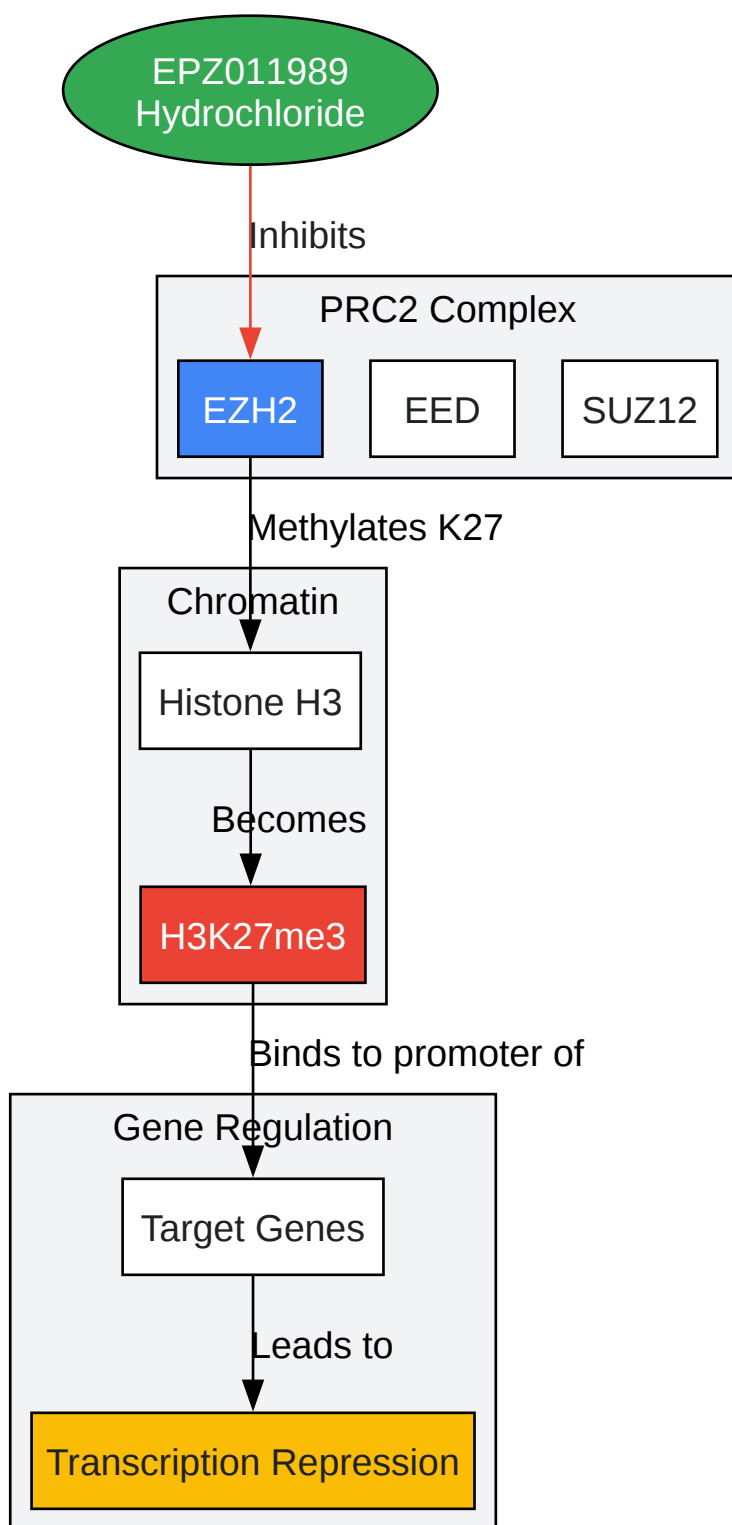 EPZ011989
Hydrochloride
Inhibits
PRC2 Complex
EZH2
EED
SUZ12
Methylates K27
Chromatin
Histone H3
Becomes
H3K27me3
Binds to promoter of
Gene Regulation
Target Genes
Leads to
Transcription Repression